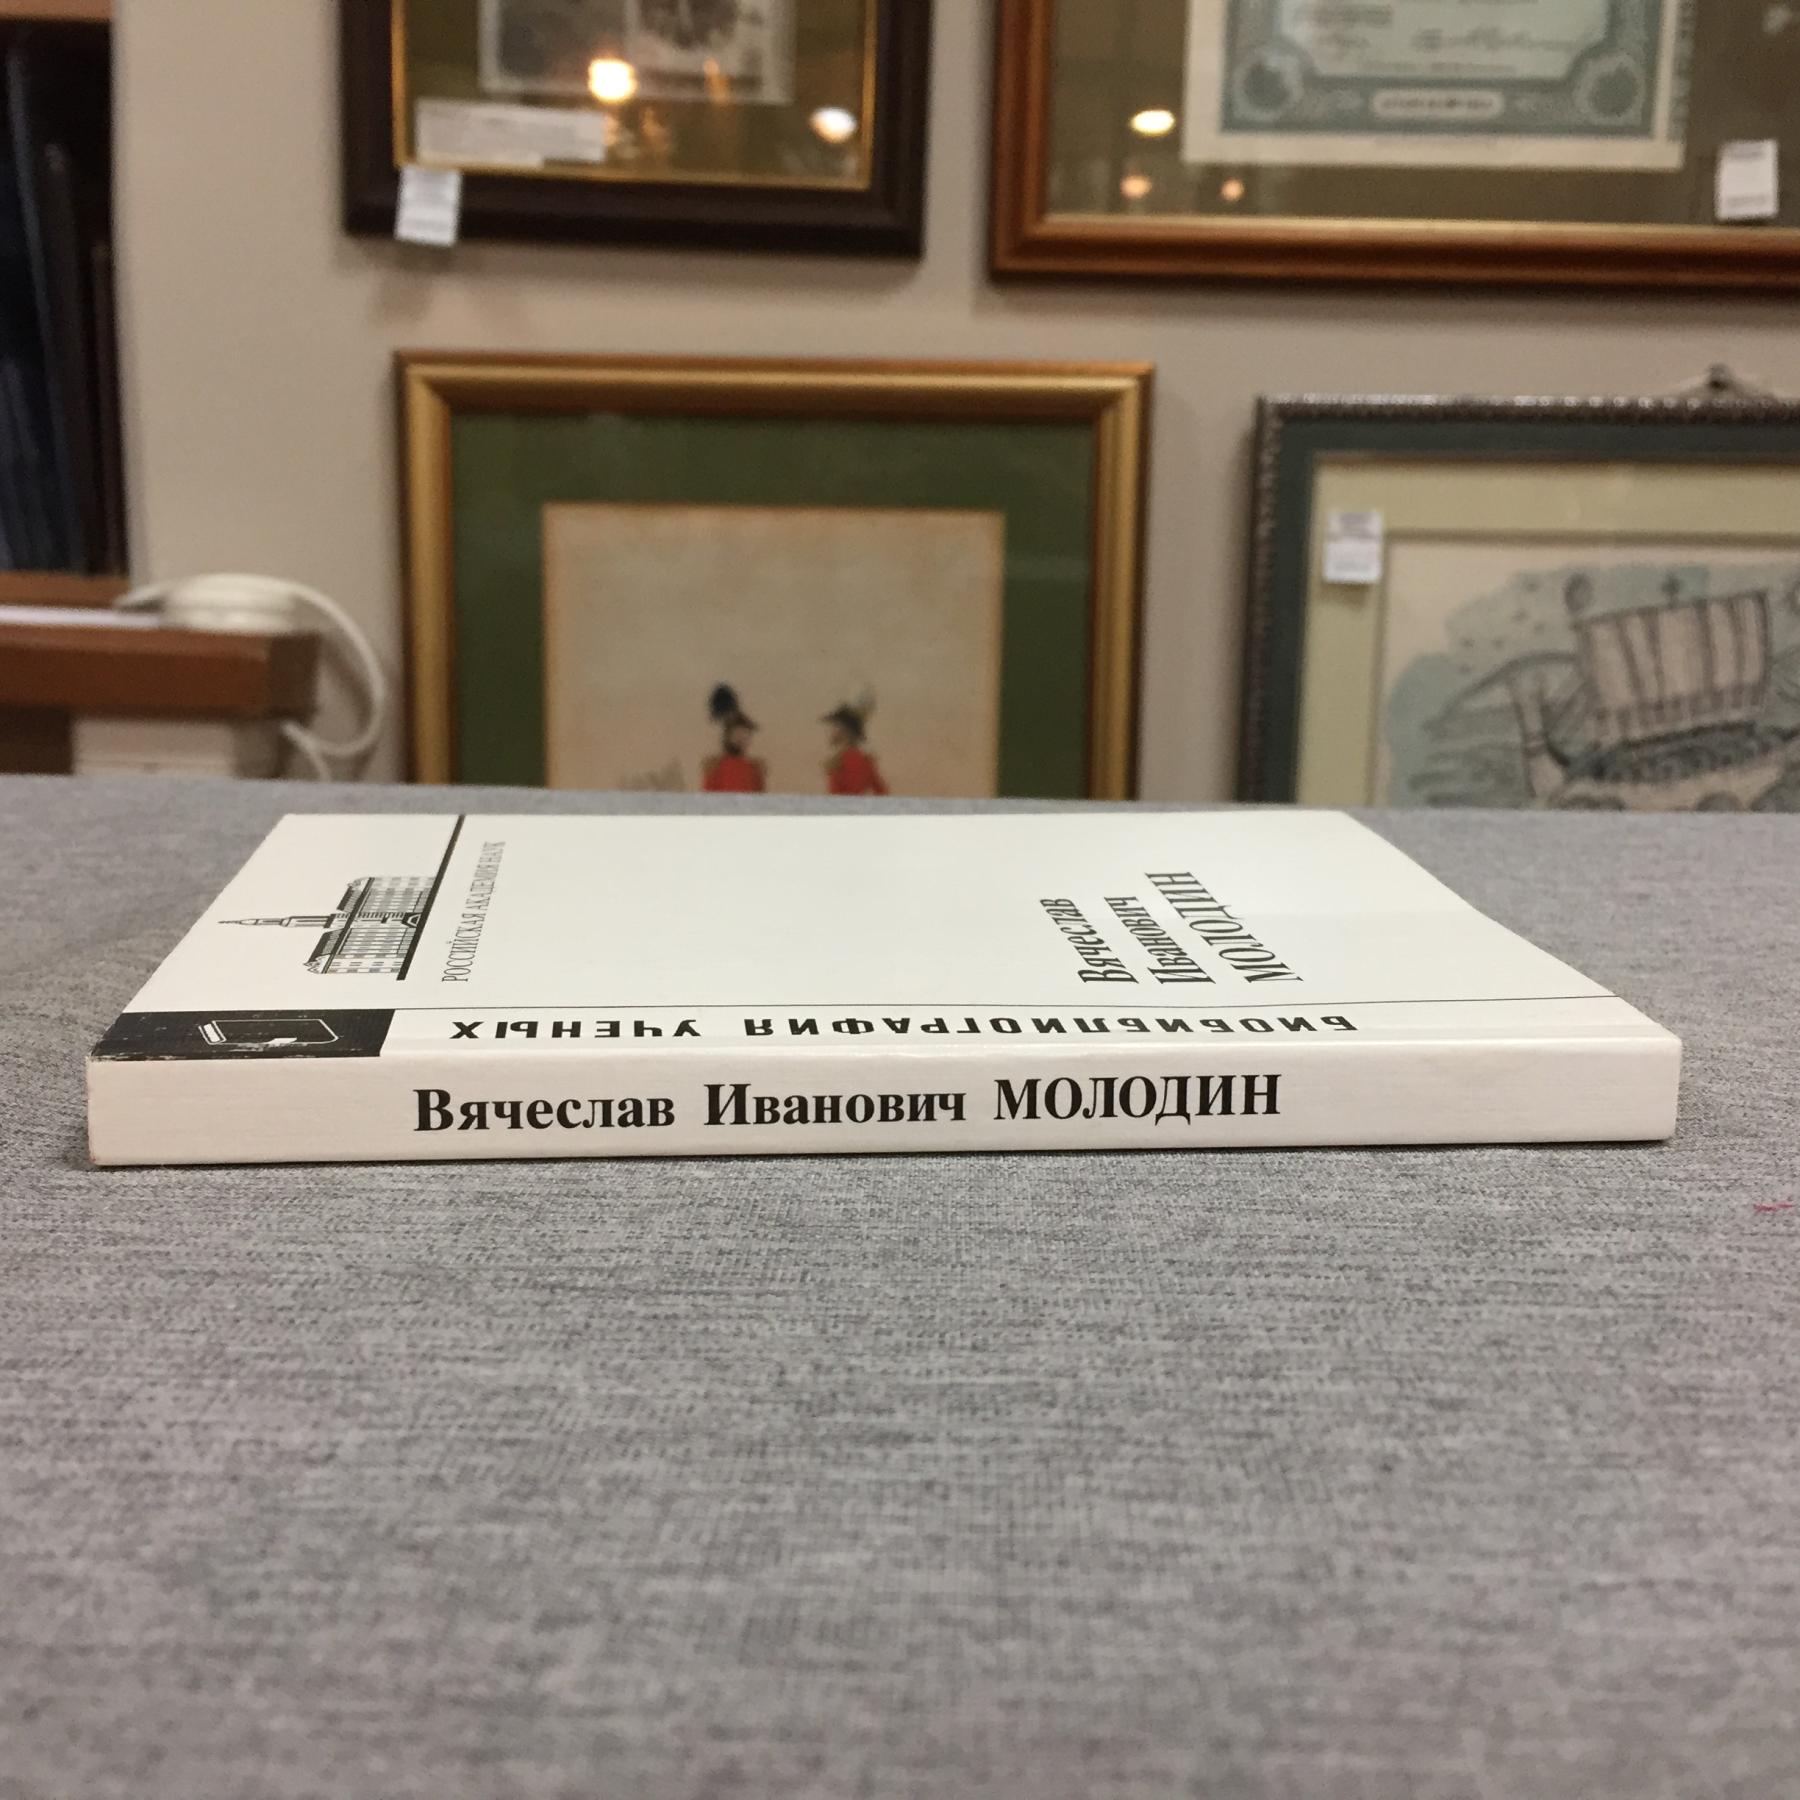 РОССИЙСКАЯ АКАДЕМИЯ НАУК
Вячеслав
Иванович
МОЛОДИН
БИОБИБЛИОГРАФИЯ УЧЕНЫХ
Вячеслав Иванович МОЛОДИН